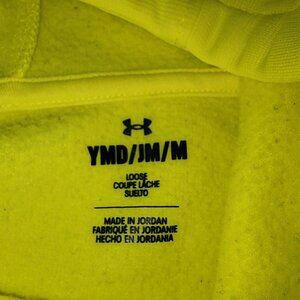 YMD/JM/M
LOOSE
COUPE LÂCHE
SUELTO
MADE IN JORDAN
FABRIQUÉ EN JORDANIE
HECHO EN JORDANIA